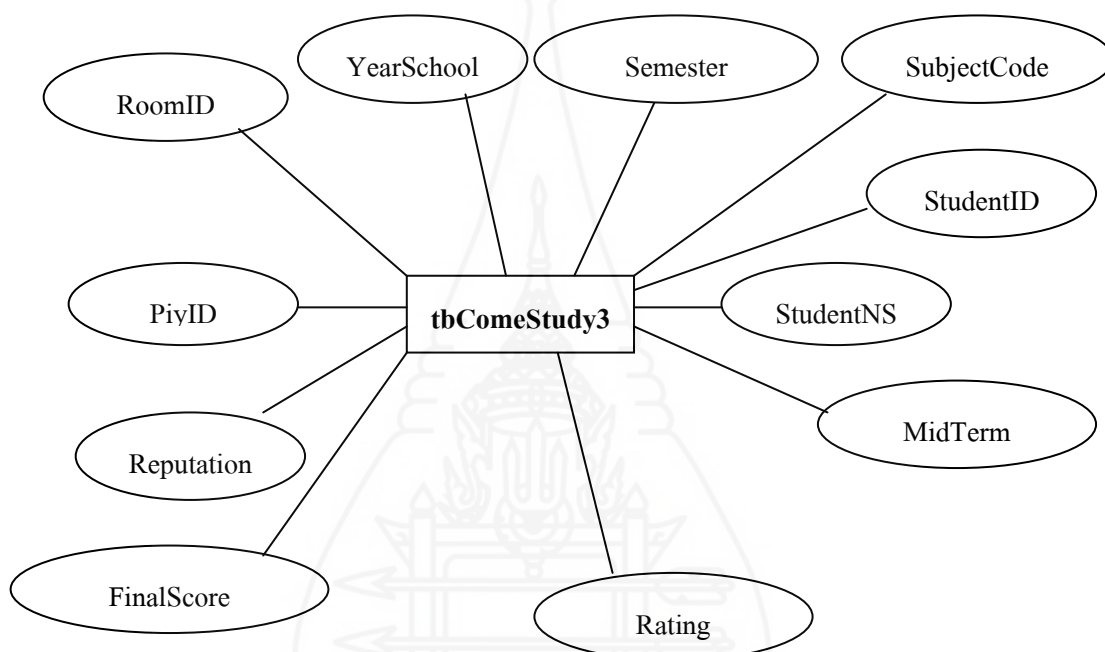 YearSchool
Semester
SubjectCode
RoomID
StudentID
PiyID
tbComeStudy3
StudentNS
MidTerm
Reputation
FinalScore
Rating